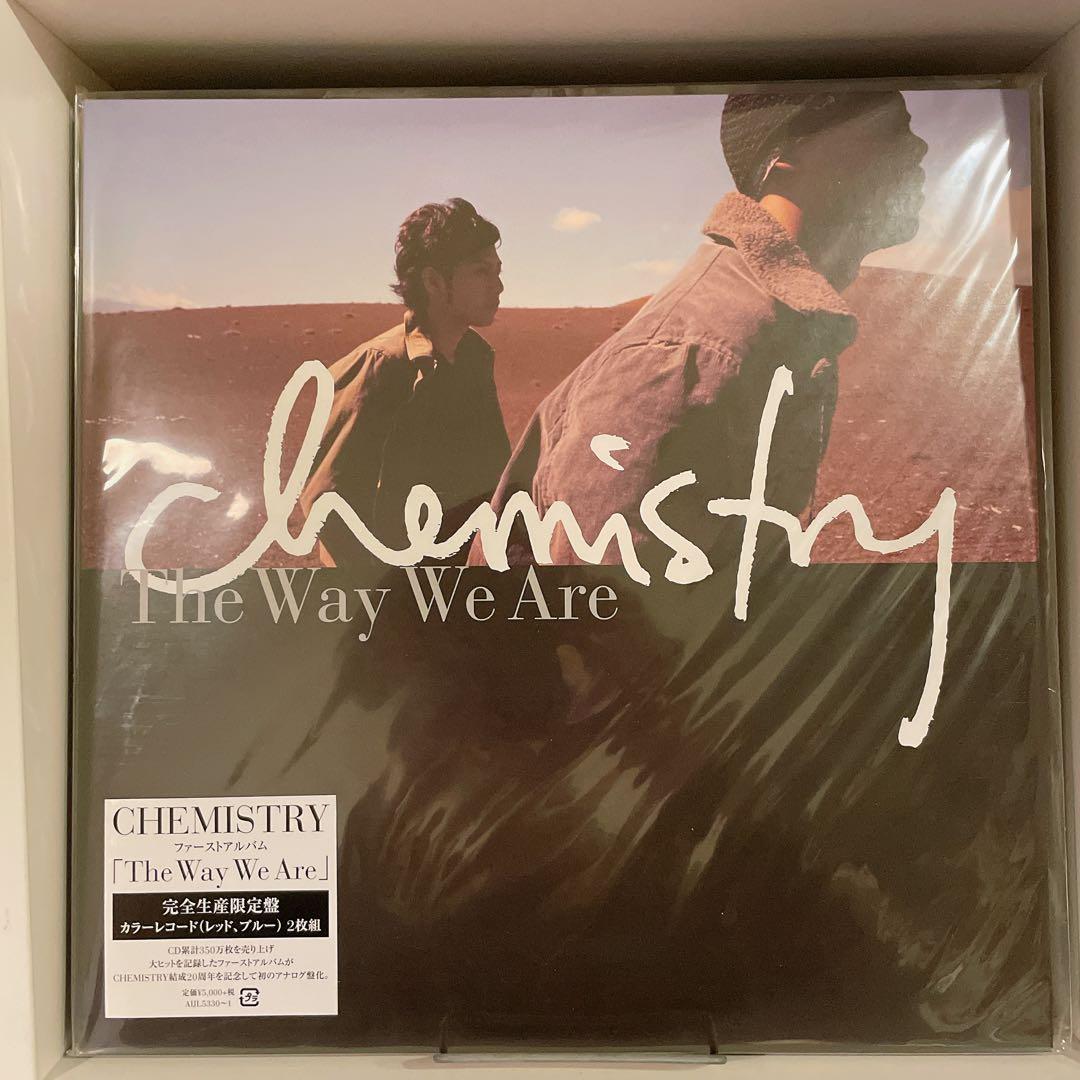 chemistry
The Way We Are
CHEMISTRY
ファーストアルバム
「The Way We Are」
完全生産限定盤
カラーレコード(レッド、ブルー) 2枚組
CD累計350万枚を売り上げ
大ヒットを記録したファーストアルバムが
CHEMISTRY結成20周年を記念して初のアナログ盤化。
定価¥5,000+税 プラ
AIJL5330〜1